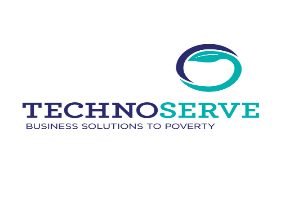 TECHNOSERVE
BUSINESS SOLUTIONS TO POVERTY